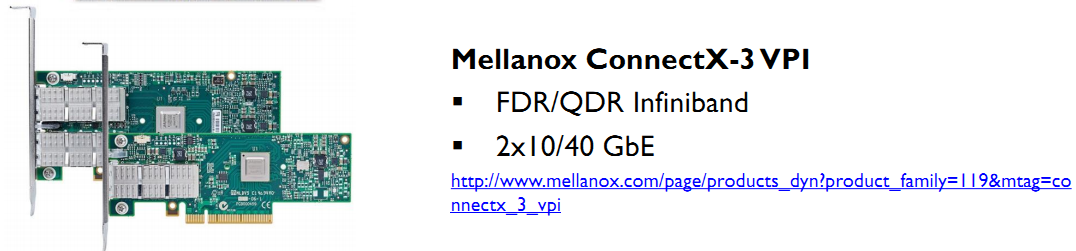 Mellanox ConnectX-3 VPI
▪ FDR/QDR Infiniband
▪ 2x10/40 GbE
http://www.mellanox.com/page/products_dyn?product_family=119&mtag=co
nnectx_3_vpi